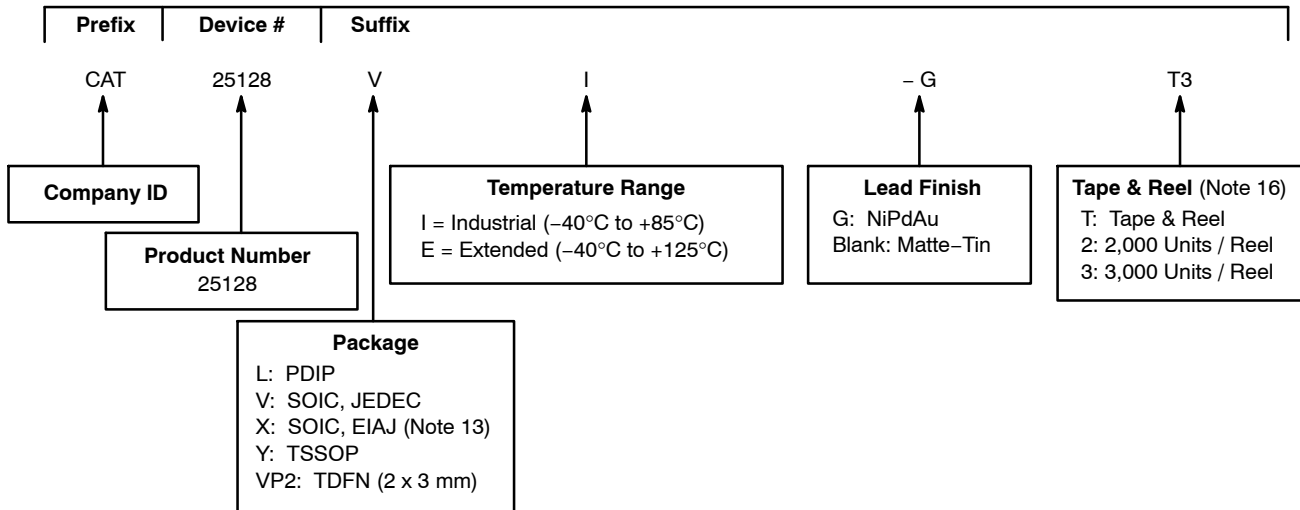 Prefix Device # Suffix
CAT 25128 V I – G T3
Company ID
Product Number
25128
Package
L: PDIP
V: SOIC, JEDEC
X: SOIC, EIAJ (Note 13)
Y: TSSOP
VP2: TDFN (2 x 3 mm)
Temperature Range
I = Industrial (−40°C to +85°C)
E = Extended (−40°C to +125°C)
Lead Finish
G: NiPdAu
Blank: Matte−Tin
Tape & Reel (Note 16)
T: Tape & Reel
2: 2,000 Units / Reel
3: 3,000 Units / Reel